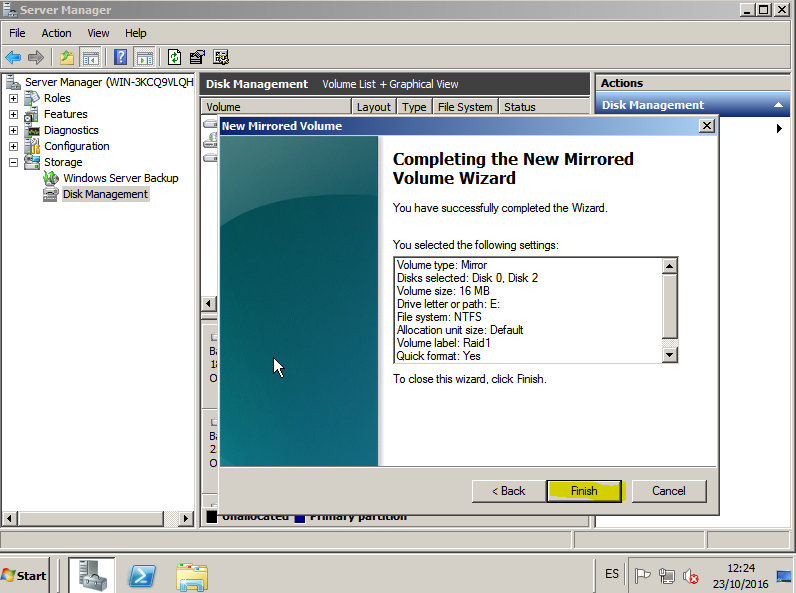 Server Manager
File Action View Help
Server Manager (WIN-3KCQ9VLQH
Roles
Features
Diagnostics
Configuration
Storage
Windows Server Backup
Disk Management
Disk Management Volume List + Graphical View
Volume Layout Type File System Status
Actions
Disk Management
New Mirrored Volume
Completing the New Mirrored
Volume Wizard
You have successfully completed the Wizard.
You selected the following settings:
Volume type: Mirror
Disks selected: Disk 0, Disk 2
Volume size: 16 MB
Drive letter or path: E:
File system: NTFS
Allocation unit size: Default
Volume label: Raid1
Quick format: Yes
To close this wizard, click Finish.
< Back Finish Cancel
Unallocated Primary partition
Start
ES
12:24
23/10/2016